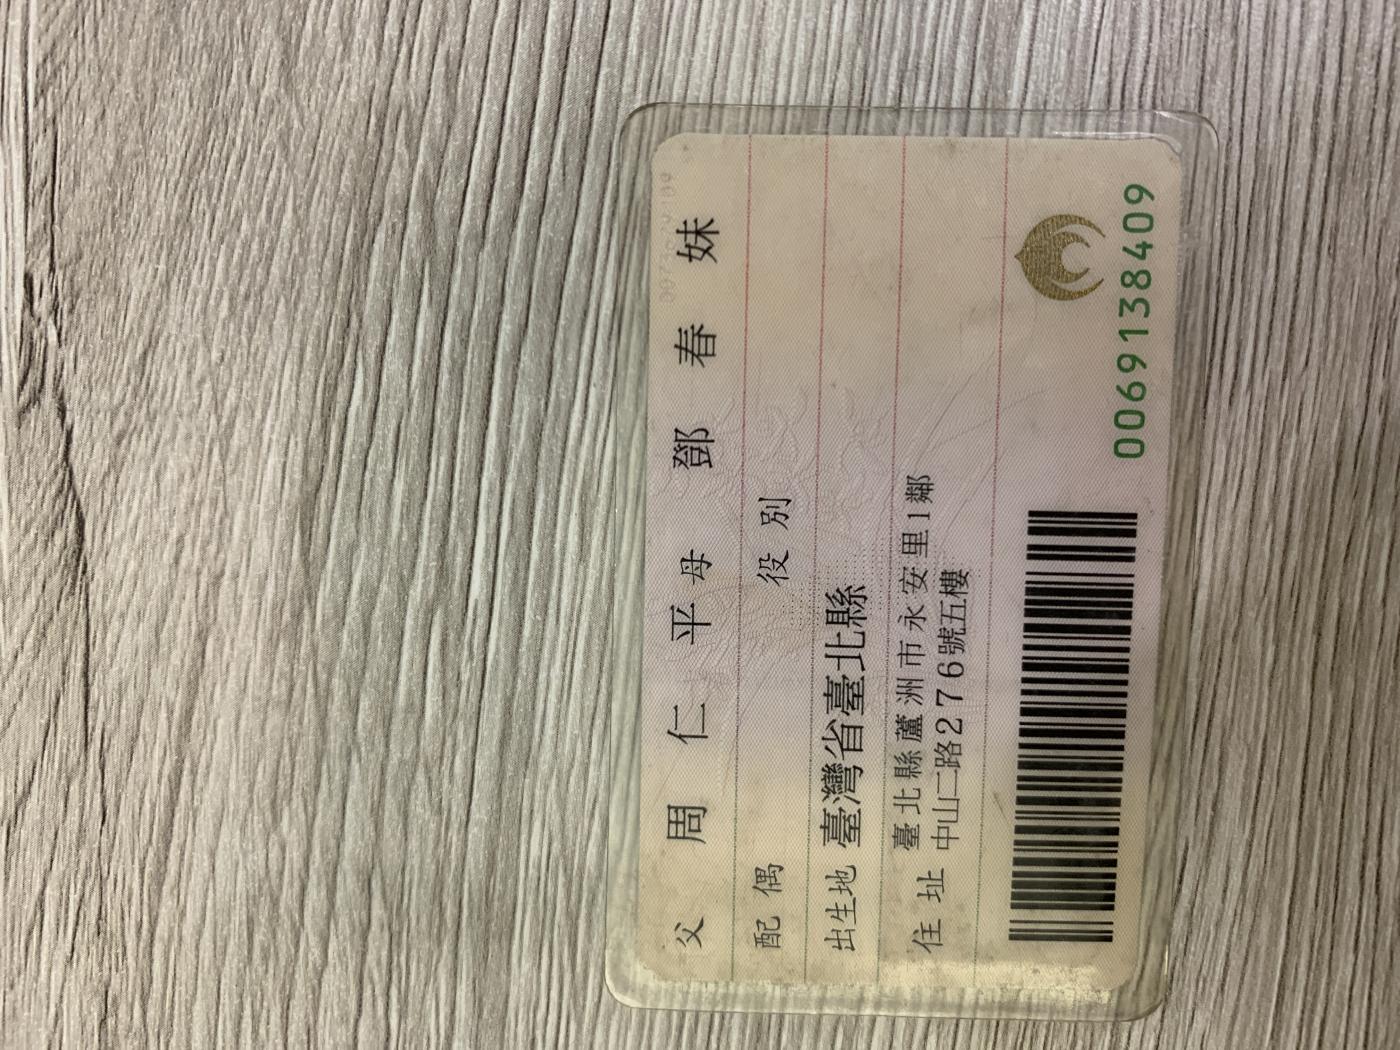 父 周仁平 母 鄧春妹
配偶 役別
出生地 臺灣省臺北縣
住址 臺北縣蘆洲市永安里1鄰
中山二路276號五樓
0069138409